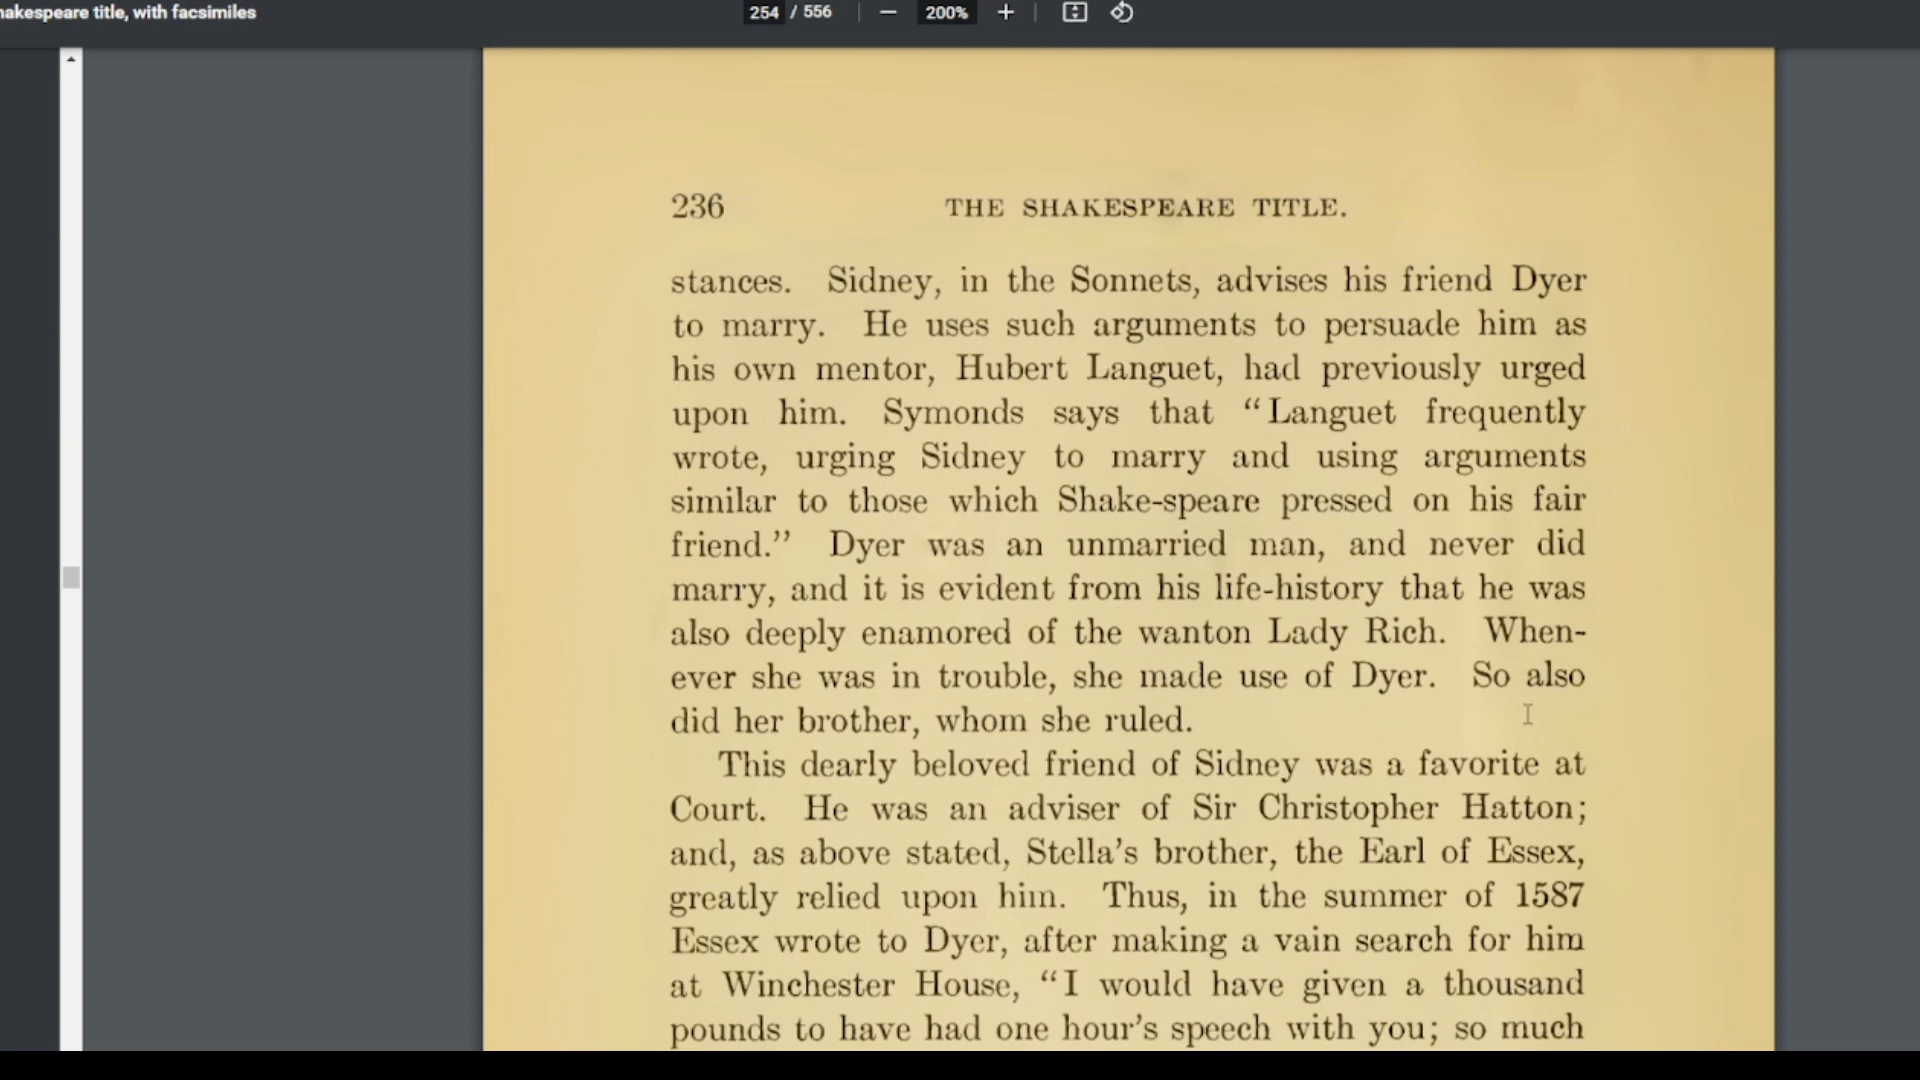 hakespeare title, with facsimiles
254 / 556
200%
236 THE SHAKESPEARE TITLE.
stances. Sidney, in the Sonnets, advises his friend Dyer
to marry. He uses such arguments to persuade him as
his own mentor, Hubert Languet, had previously urged
upon him. Symonds says that “Languet frequently
wrote, urging Sidney to marry and using arguments
similar to those which Shake-speare pressed on his fair
friend.” Dyer was an unmarried man, and never did
marry, and it is evident from his life-history that he was
also deeply enamored of the wanton Lady Rich. When-
ever she was in trouble, she made use of Dyer. So also
did her brother, whom she ruled.
This dearly beloved friend of Sidney was a favorite at
Court. He was an adviser of Sir Christopher Hatton;
and, as above stated, Stella's brother, the Earl of Essex,
greatly relied upon him. Thus, in the summer of 1587
Essex wrote to Dyer, after making a vain search for him
at Winchester House, “I would have given a thousand
pounds to have had one hour's speech with you; so much